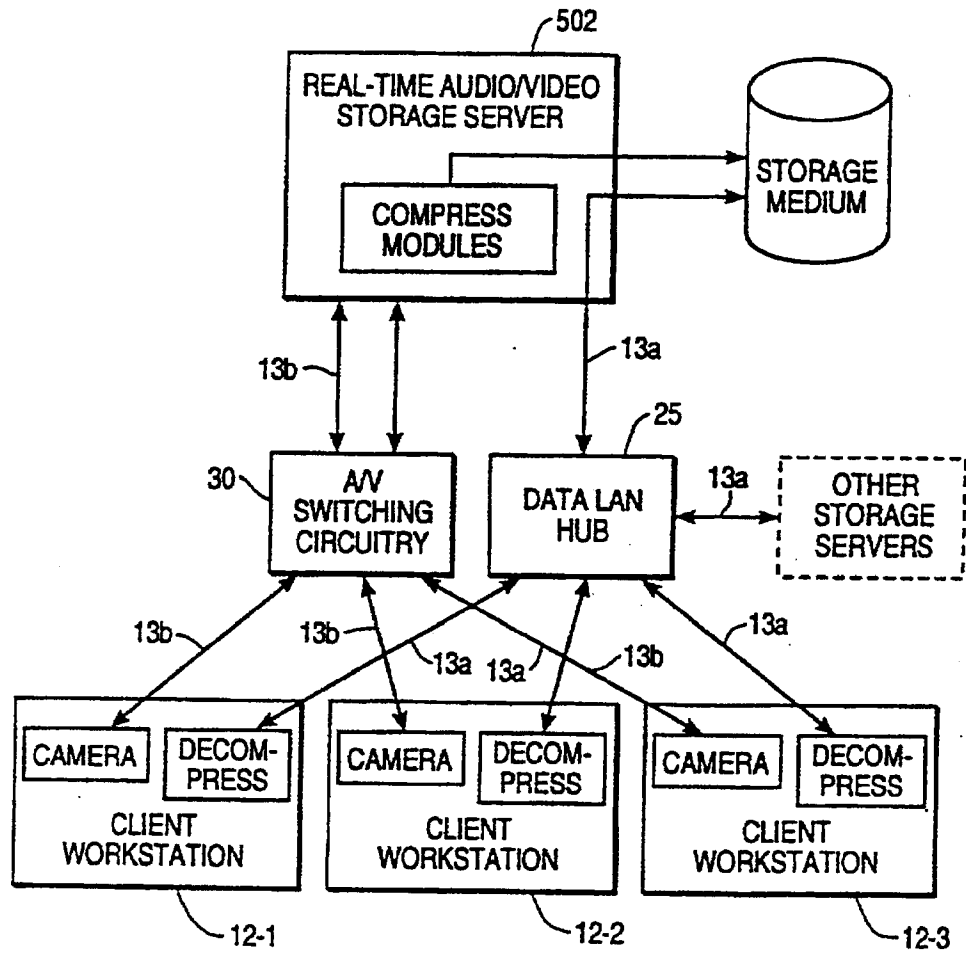 502
REAL-TIME AUDIO/VIDEO
STORAGE SERVER
COMPRESS
MODULES
STORAGE
MEDIUM
13b
13a
25
30
A/V
SWITCHING
CIRCUITRY
DATA LAN
HUB
13a
OTHER
STORAGE
SERVERS
13b
13b
13a
13a
13b
13a
CAMERA
DECOM-
PRESS
CLIENT
WORKSTATION
CAMERA
DECOM-
PRESS
CLIENT
WORKSTATION
CAMERA
DECOM-
PRESS
CLIENT
WORKSTATION
12-1
12-2
12-3